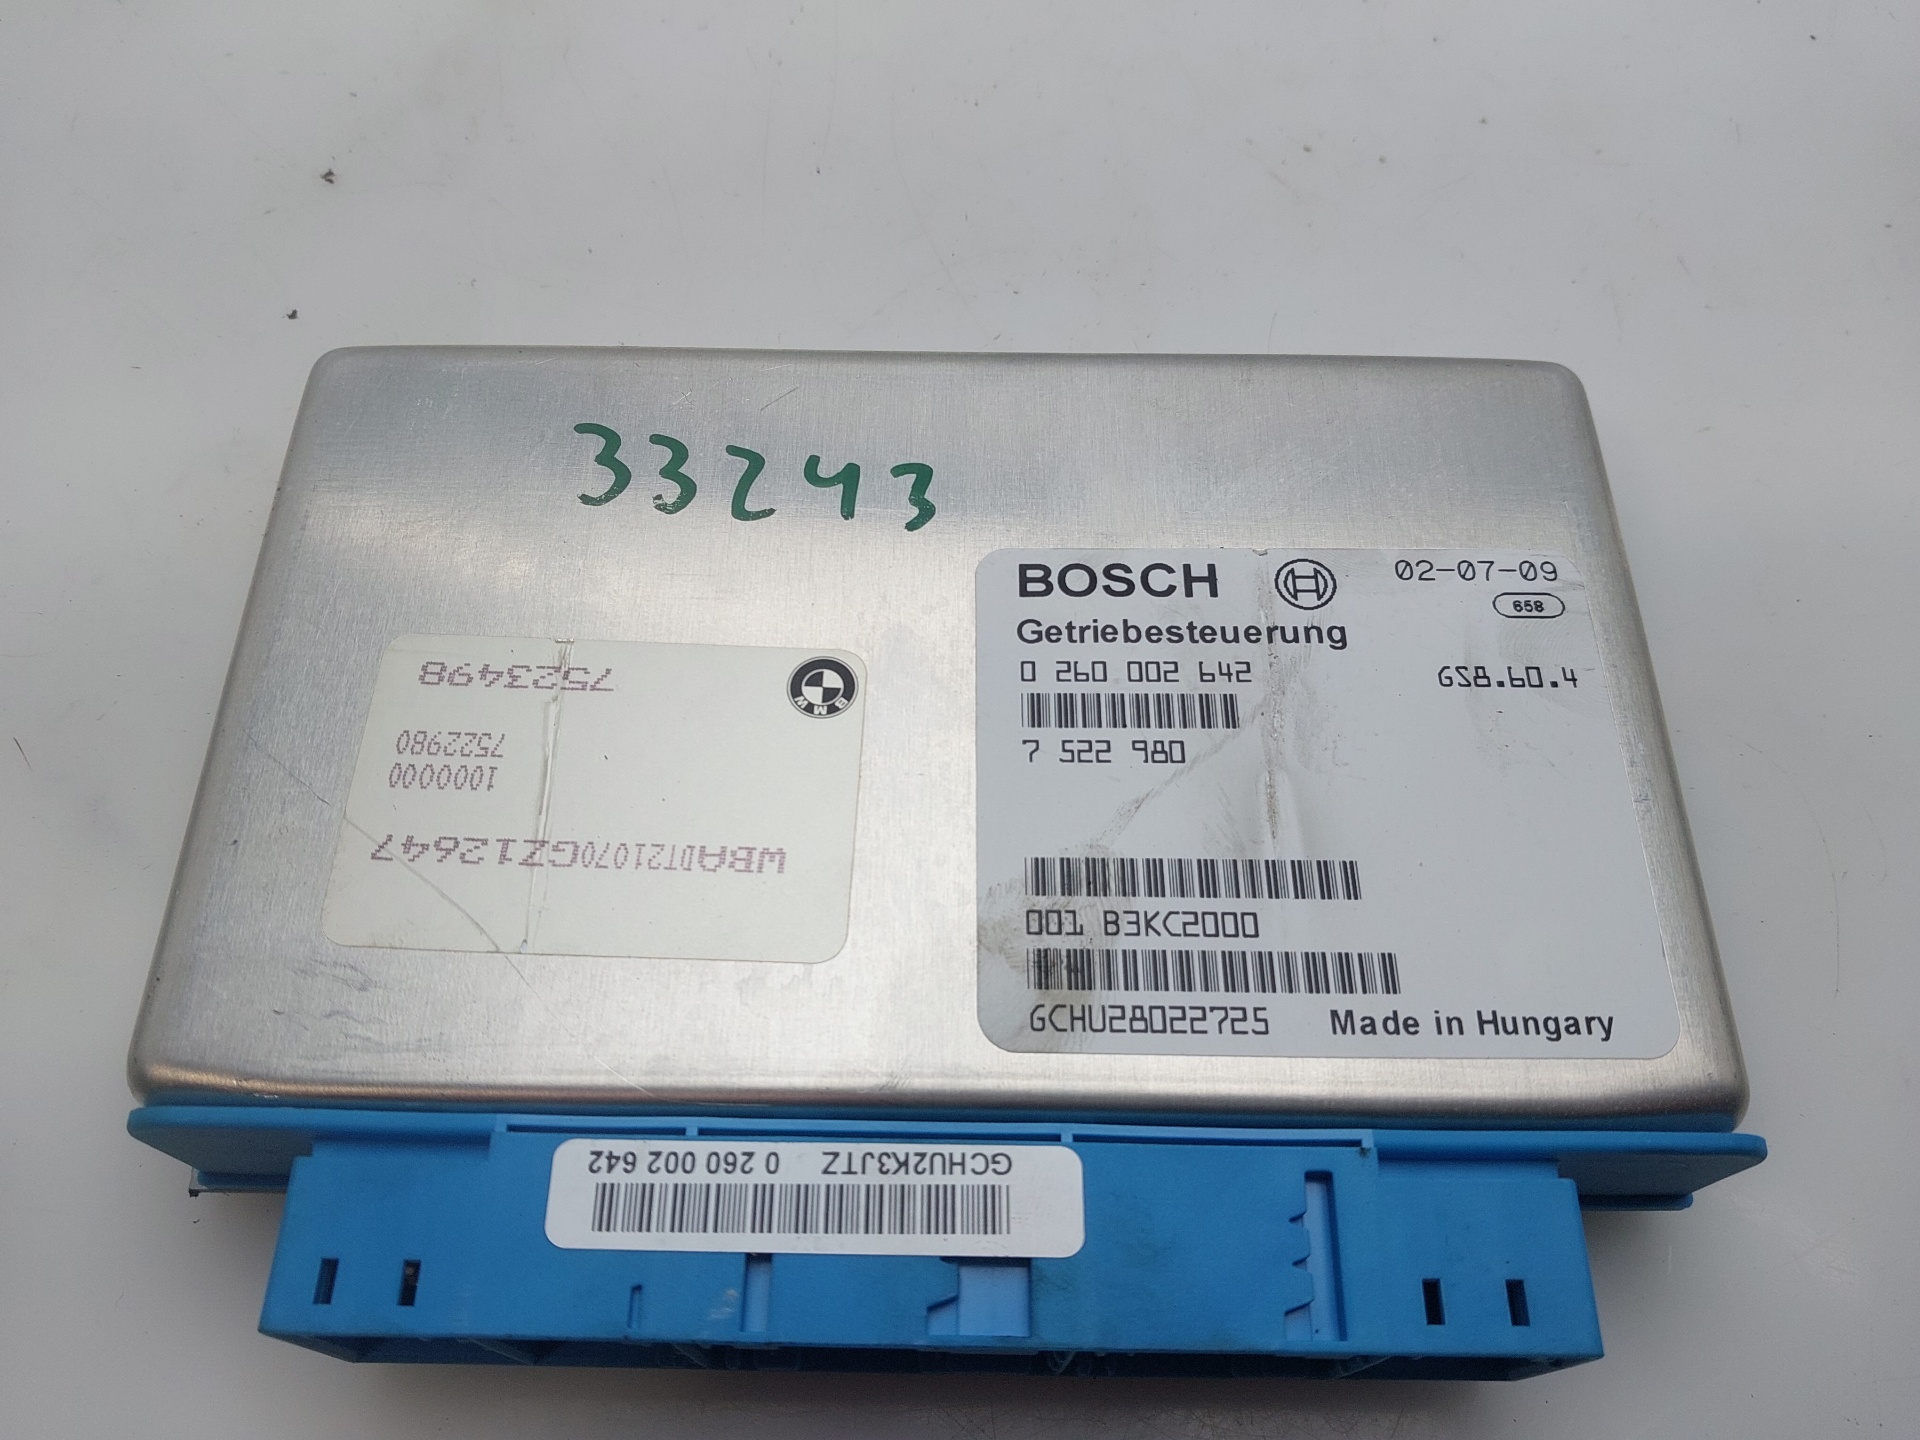 33243
BOSCH
02-07-09
658
Getriebesteuerung
0 260 002 642
GS8.60.4
7 522 980
001 B3KC2000
GCHU28022725
Made in Hungary
BMW
7523498
7522980
1000000
WBADT21070GZ12647
GCHU2K3JTZ 0 260 002 642